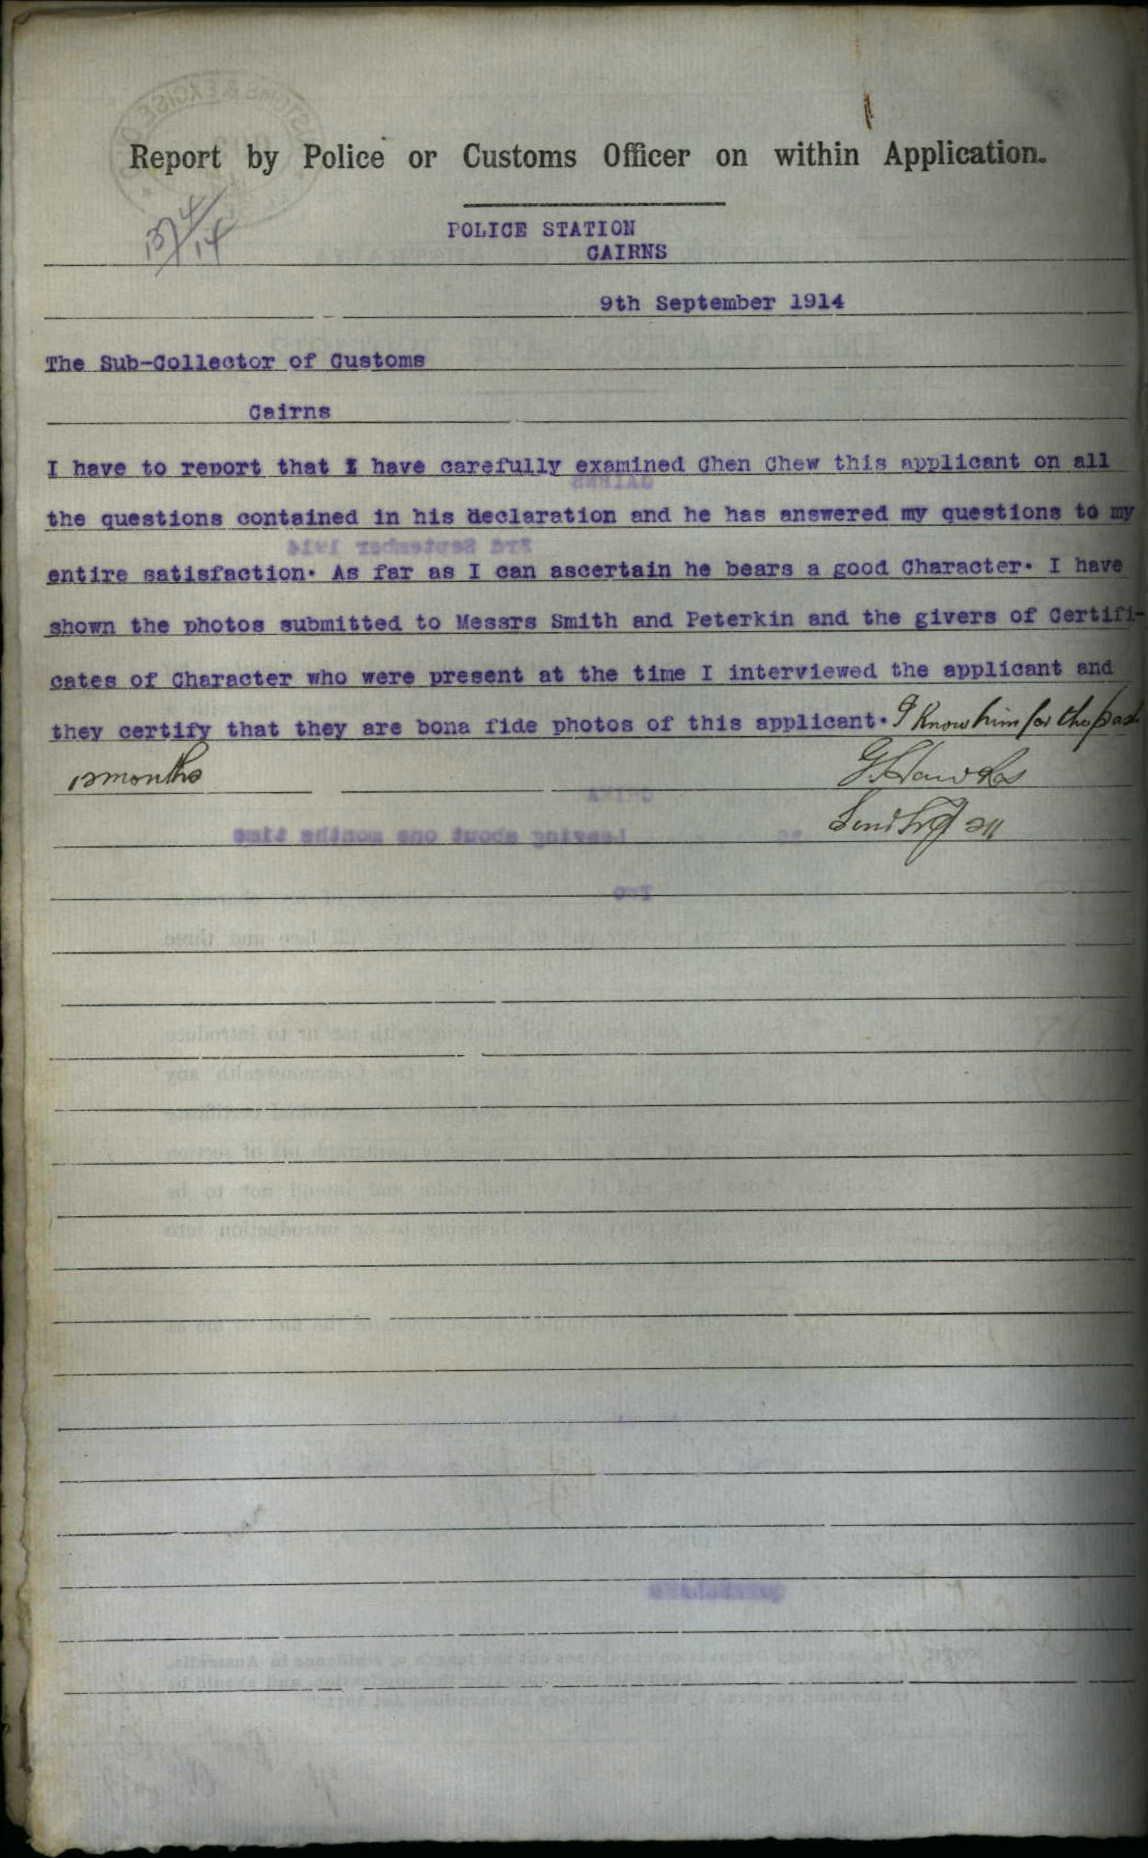 Report by Police or Customs Officer on within Application.
POLICE STATION
CAIRNS
9th September 1914
The Sub-Collector of Customs
Cairns
I have to report that I have carefully examined Chen Chew this applicant on all
the questions contained in his declaration and he has answered my questions to my
entire satisfaction. As far as I can ascertain he bears a good Character. I have
shown the photos submitted to Messrs Smith and Peterkin and the givers of Certifi-
cates of Character who were present at the time I interviewed the applicant and
they certify that they are bona fide photos of this applicant. I know him for the past
12 months